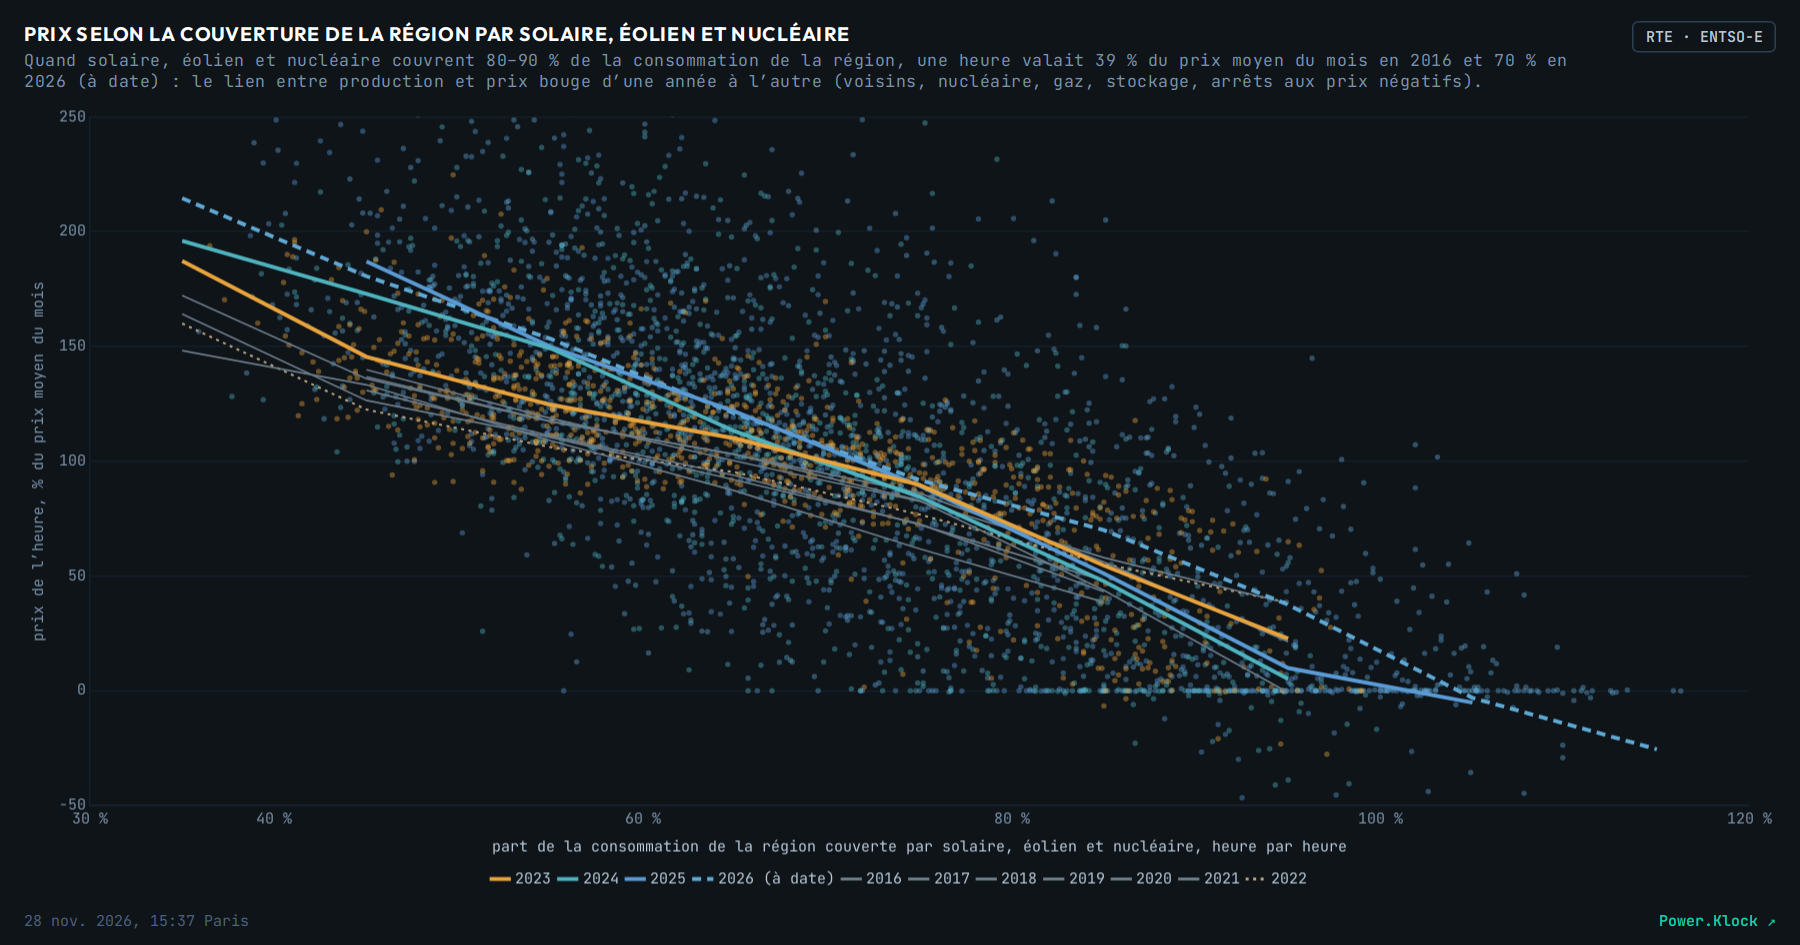 PRIX SELON LA COUVERTURE DE LA RÉGION PAR SOLAIRE, ÉOLIEN ET NUCLÉAIRE
RTE · ENTSO-E
Quand solaire, éolien et nucléaire couvrent 80–90 % de la consommation de la région, une heure valait 39 % du prix moyen du mois en 2016 et 70 % en
2026 (à date) : le lien entre production et prix bouge d’une année à l’autre (voisins, nucléaire, gaz, stockage, arrêts aux prix négatifs).
250
200
150
100
50
0
-50
prix de l’heure, % du prix moyen du mois
30 % 40 % 60 % 80 % 100 % 120 %
part de la consommation de la région couverte par solaire, éolien et nucléaire, heure par heure
2023 2024 2025 2026 (à date) 2016 2017 2018 2019 2020 2021 2022
28 nov. 2026, 15:37 Paris
Power.Klock ↗